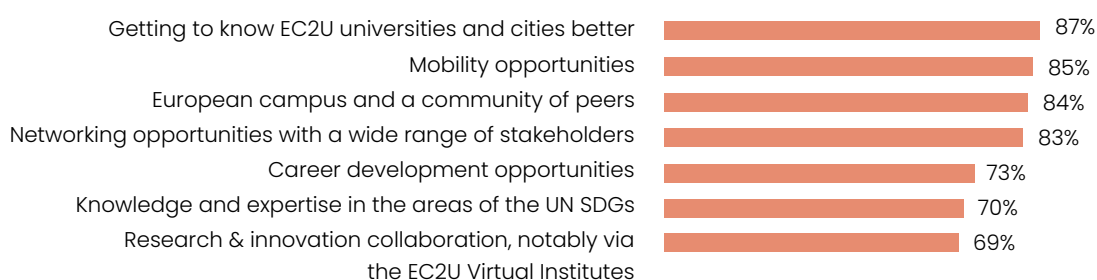 Getting to know EC2U universities and cities better 87%
Mobility opportunities 85%
European campus and a community of peers 84%
Networking opportunities with a wide range of stakeholders 83%
Career development opportunities 73%
Knowledge and expertise in the areas of the UN SDGs 70%
Research & innovation collaboration, notably via 69%
the EC2U Virtual Institutes